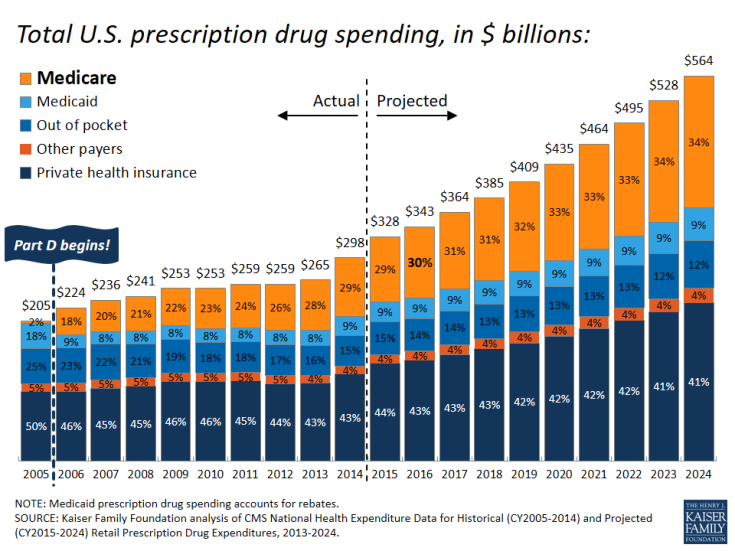 Total U.S. prescription drug spending, in $ billions:
Medicare
Medicaid
Out of pocket
Other payers
Private health insurance
Actual
Projected
Part D begins!
$205
$224
$236
$241
$253
$253
$259
$259
$265
$298
$328
$343
$364
$385
$409
$435
$464
$495
$528
$564
2% 18% 20% 21% 22% 23% 24% 26% 28% 29% 29% 30% 31% 31% 32% 33% 33% 33% 34% 34%
18% 9% 8% 8% 8% 8% 8% 8% 8% 9% 9% 9% 9% 9% 9% 9% 9% 9% 9% 9%
25% 23% 22% 21% 19% 18% 18% 17% 16% 15% 15% 14% 14% 13% 13% 13% 13% 13% 12% 12%
5% 5% 5% 5% 5% 5% 5% 5% 4% 4% 4% 4% 4% 4% 4% 4% 4% 4% 4% 4%
50% 46% 45% 45% 46% 46% 45% 44% 43% 43% 44% 43% 43% 43% 42% 42% 42% 42% 41% 41%
2005 2006 2007 2008 2009 2010 2011 2012 2013 2014 2015 2016 2017 2018 2019 2020 2021 2022 2023 2024
NOTE: Medicaid prescription drug spending accounts for rebates.
SOURCE: Kaiser Family Foundation analysis of CMS National Health Expenditure Data for Historical (CY2005-2014) and Projected
(CY2015-2024) Retail Prescription Drug Expenditures, 2013-2024.
THE HENRY J.
KAISER
FAMILY
FOUNDATION